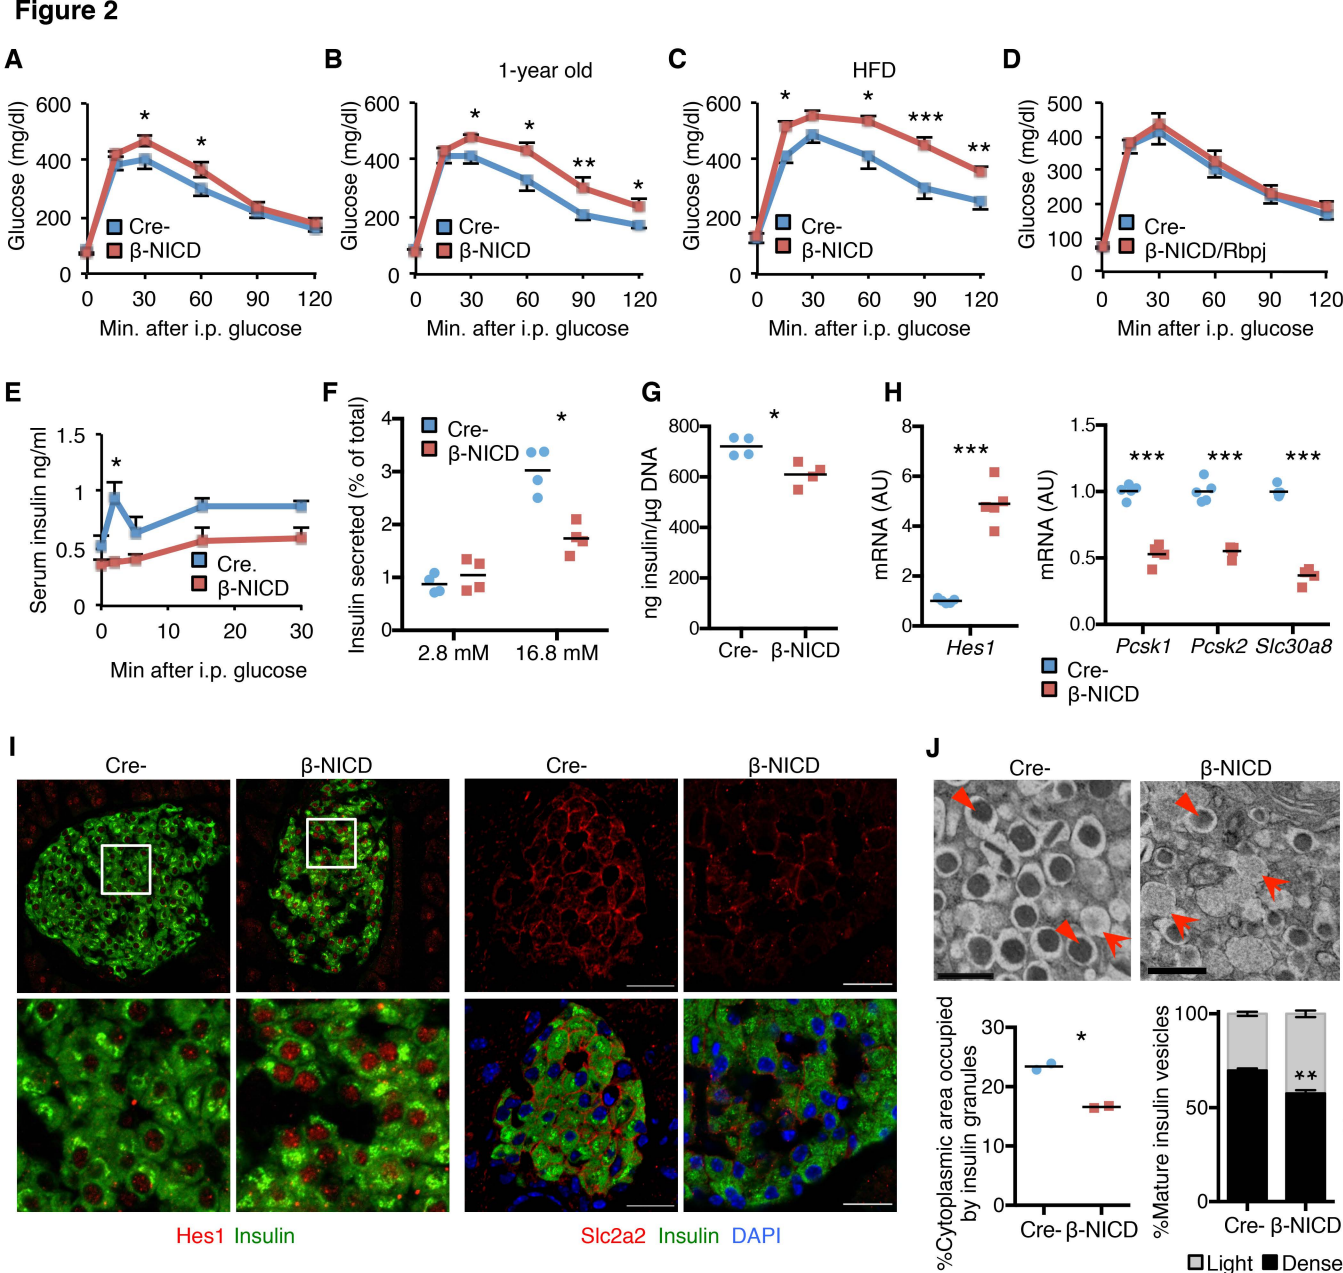 Figure 2
A
Glucose (mg/dl)
600
400
200
0
*
*
Cre-
β-NICD
0 30 60 90 120
Min. after i.p. glucose
B
1-year old
Glucose (mg/dl)
600
400
200
0
*
*
**
*
Cre-
β-NICD
0 30 60 90 120
Min. after i.p. glucose
C
HFD
Glucose (mg/dl)
600
400
200
0
*
*
***
**
Cre-
β-NICD
0 30 60 90 120
Min. after i.p. glucose
D
Glucose (mg/dl)
500
400
300
200
100
0
Cre-
β-NICD/Rbpj
0 30 60 90 120
Min after i.p. glucose
E
Serum insulin ng/ml
1.5
1
0.5
0
*
Cre.
β-NICD
0 10 20 30
Min after i.p. glucose
F
Insulin secreted (% of total)
4
3
2
1
0
Cre-
β-NICD
*
2.8 mM 16.8 mM
G
ng insulin/μg DNA
800
600
400
200
0
*
Cre- β-NICD
H
mRNA (AU)
8
6
4
2
0
***
Hes1
mRNA (AU)
1.5
1.0
0.5
0.0
*** *** ***
Pcsk1 Pcsk2 Slc30a8
Cre-
β-NICD
I
Cre- β-NICD Cre- β-NICD
Hes1 Insulin
Slc2a2 Insulin DAPI
J
Cre- β-NICD
%Cytoplasmic area occupied
by insulin granules
30
20
10
0
*
Cre- β-NICD
%Mature insulin vesicles
100
50
0
**
Cre- β-NICD
Light Dense